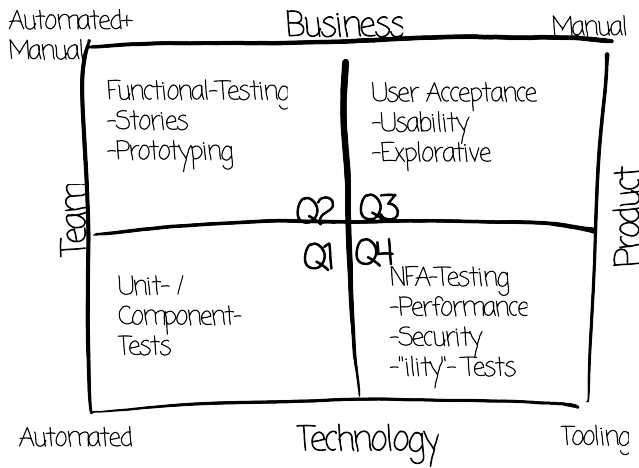 Automated+
Manual
Business
Manual
Functional-Testing
-Stories
-Prototyping
User Acceptance
-Usability
-Explorative
Team
Product
Q2
Q3
Q1
Q4
Unit- /
Component-
Tests
NFA-Testing
-Performance
-Security
-"ility"- Tests
Automated
Technology
Tooling